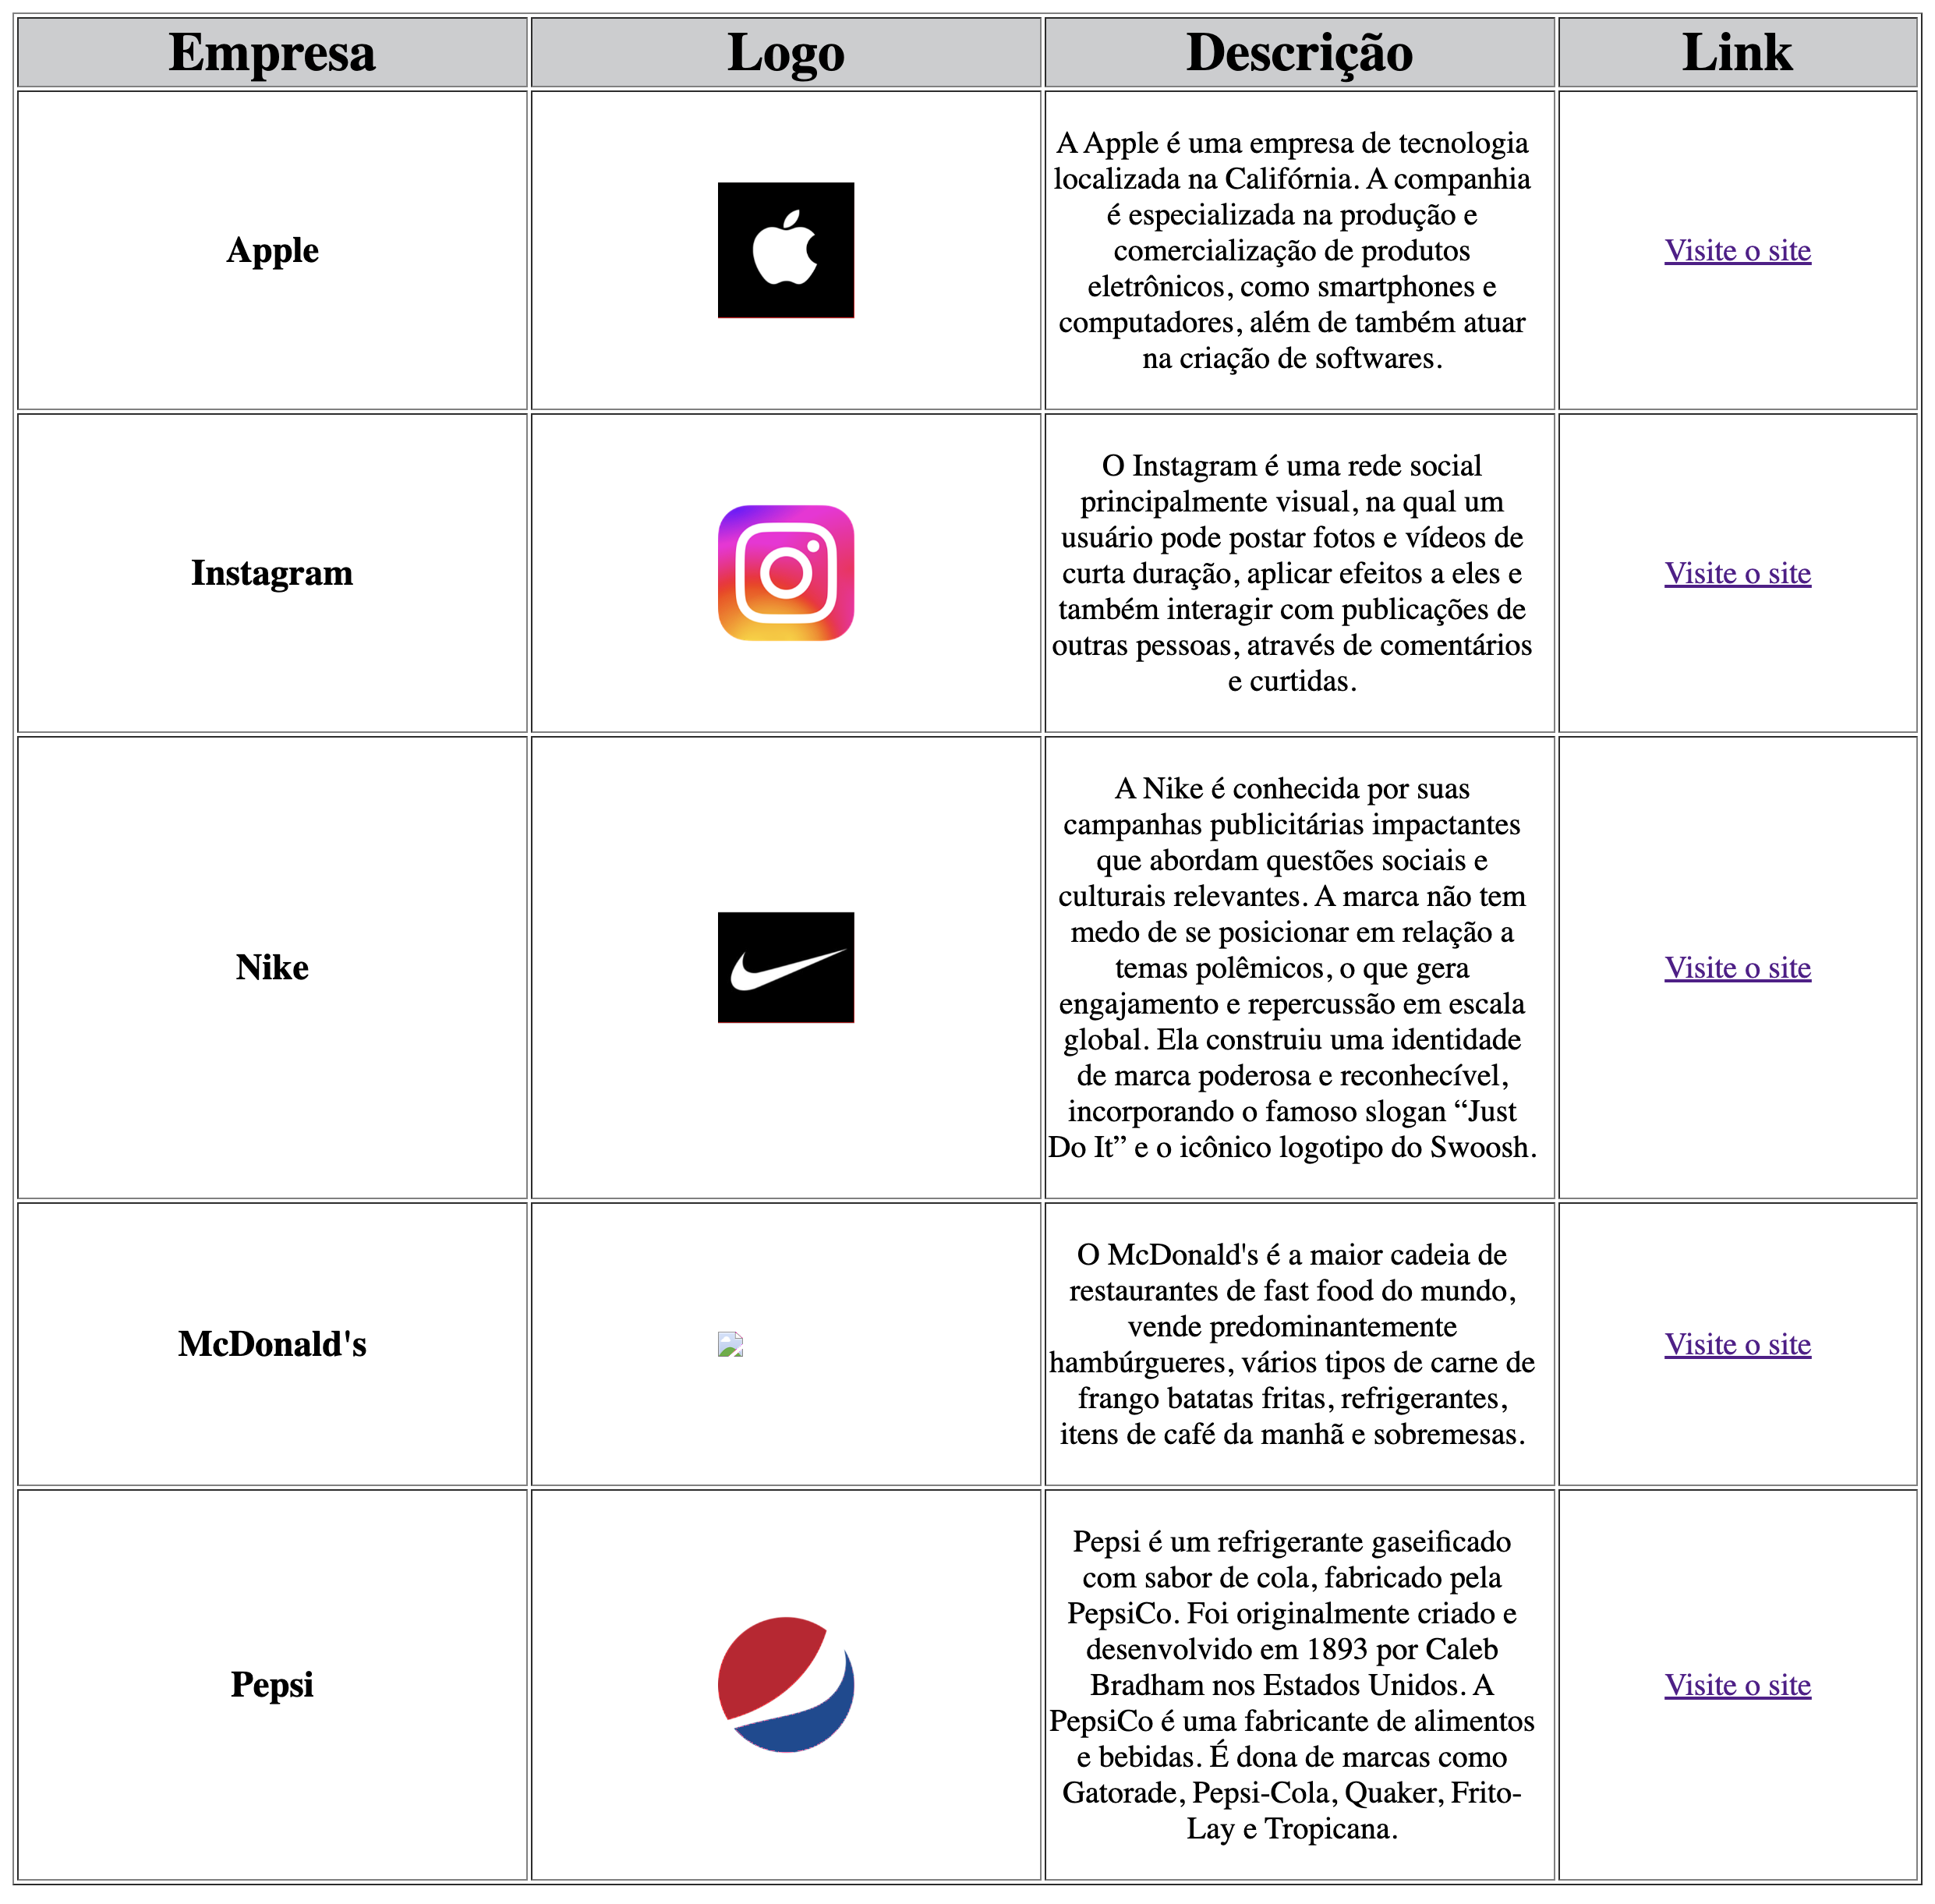 Empresa
Logo
Descrição
Link
Apple
A Apple é uma empresa de tecnologia
localizada na Califórnia. A companhia
é especializada na produção e
comercialização de produtos
eletrônicos, como smartphones e
computadores, além de também atuar
na criação de softwares.
Visite o site
Instagram
O Instagram é uma rede social
principalmente visual, na qual um
usuário pode postar fotos e vídeos de
curta duração, aplicar efeitos a eles e
também interagir com publicações de
outras pessoas, através de comentários
e curtidas.
Visite o site
Nike
A Nike é conhecida por suas
campanhas publicitárias impactantes
que abordam questões sociais e
culturais relevantes. A marca não tem
medo de se posicionar em relação a
temas polêmicos, o que gera
engajamento e repercussão em escala
global. Ela construiu uma identidade
de marca poderosa e reconhecível,
incorporando o famoso slogan “Just
Do It” e o icônico logotipo do Swoosh.
Visite o site
McDonald's
O McDonald's é a maior cadeia de
restaurantes de fast food do mundo,
vende predominantemente
hambúrgueres, vários tipos de carne de
frango batatas fritas, refrigerantes,
itens de café da manhã e sobremesas.
Visite o site
Pepsi
Pepsi é um refrigerante gaseificado
com sabor de cola, fabricado pela
PepsiCo. Foi originalmente criado e
desenvolvido em 1893 por Caleb
Bradham nos Estados Unidos. A
PepsiCo é uma fabricante de alimentos
e bebidas. É dona de marcas como
Gatorade, Pepsi-Cola, Quaker, Frito-
Lay e Tropicana.
Visite o site